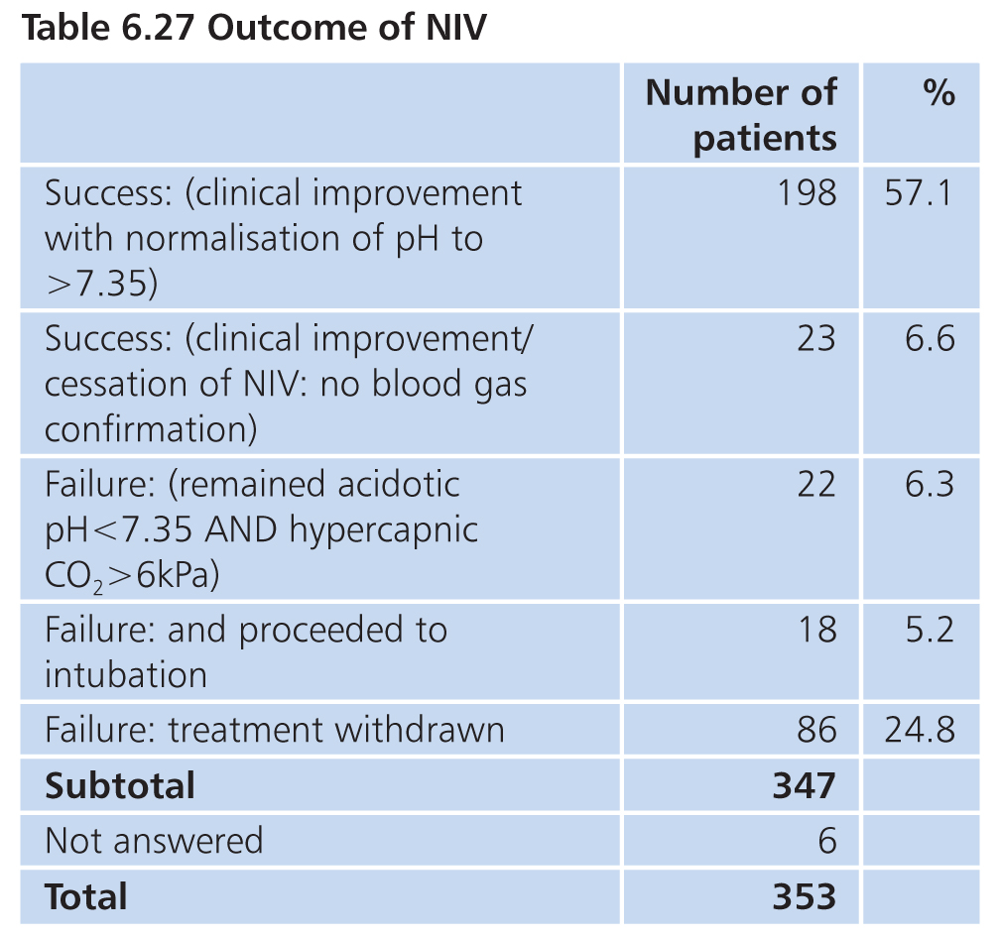 Table 6.27 Outcome of NIV
Number of patients %
Success: (clinical improvement 198 57.1
with normalisation of pH to
>7.35)
Success: (clinical improvement/ 23 6.6
cessation of NIV: no blood gas
confirmation)
Failure: (remained acidotic 22 6.3
pH<7.35 AND hypercapnic
CO₂>6kPa)
Failure: and proceeded to 18 5.2
intubation
Failure: treatment withdrawn 86 24.8
Subtotal 347
Not answered 6
Total 353